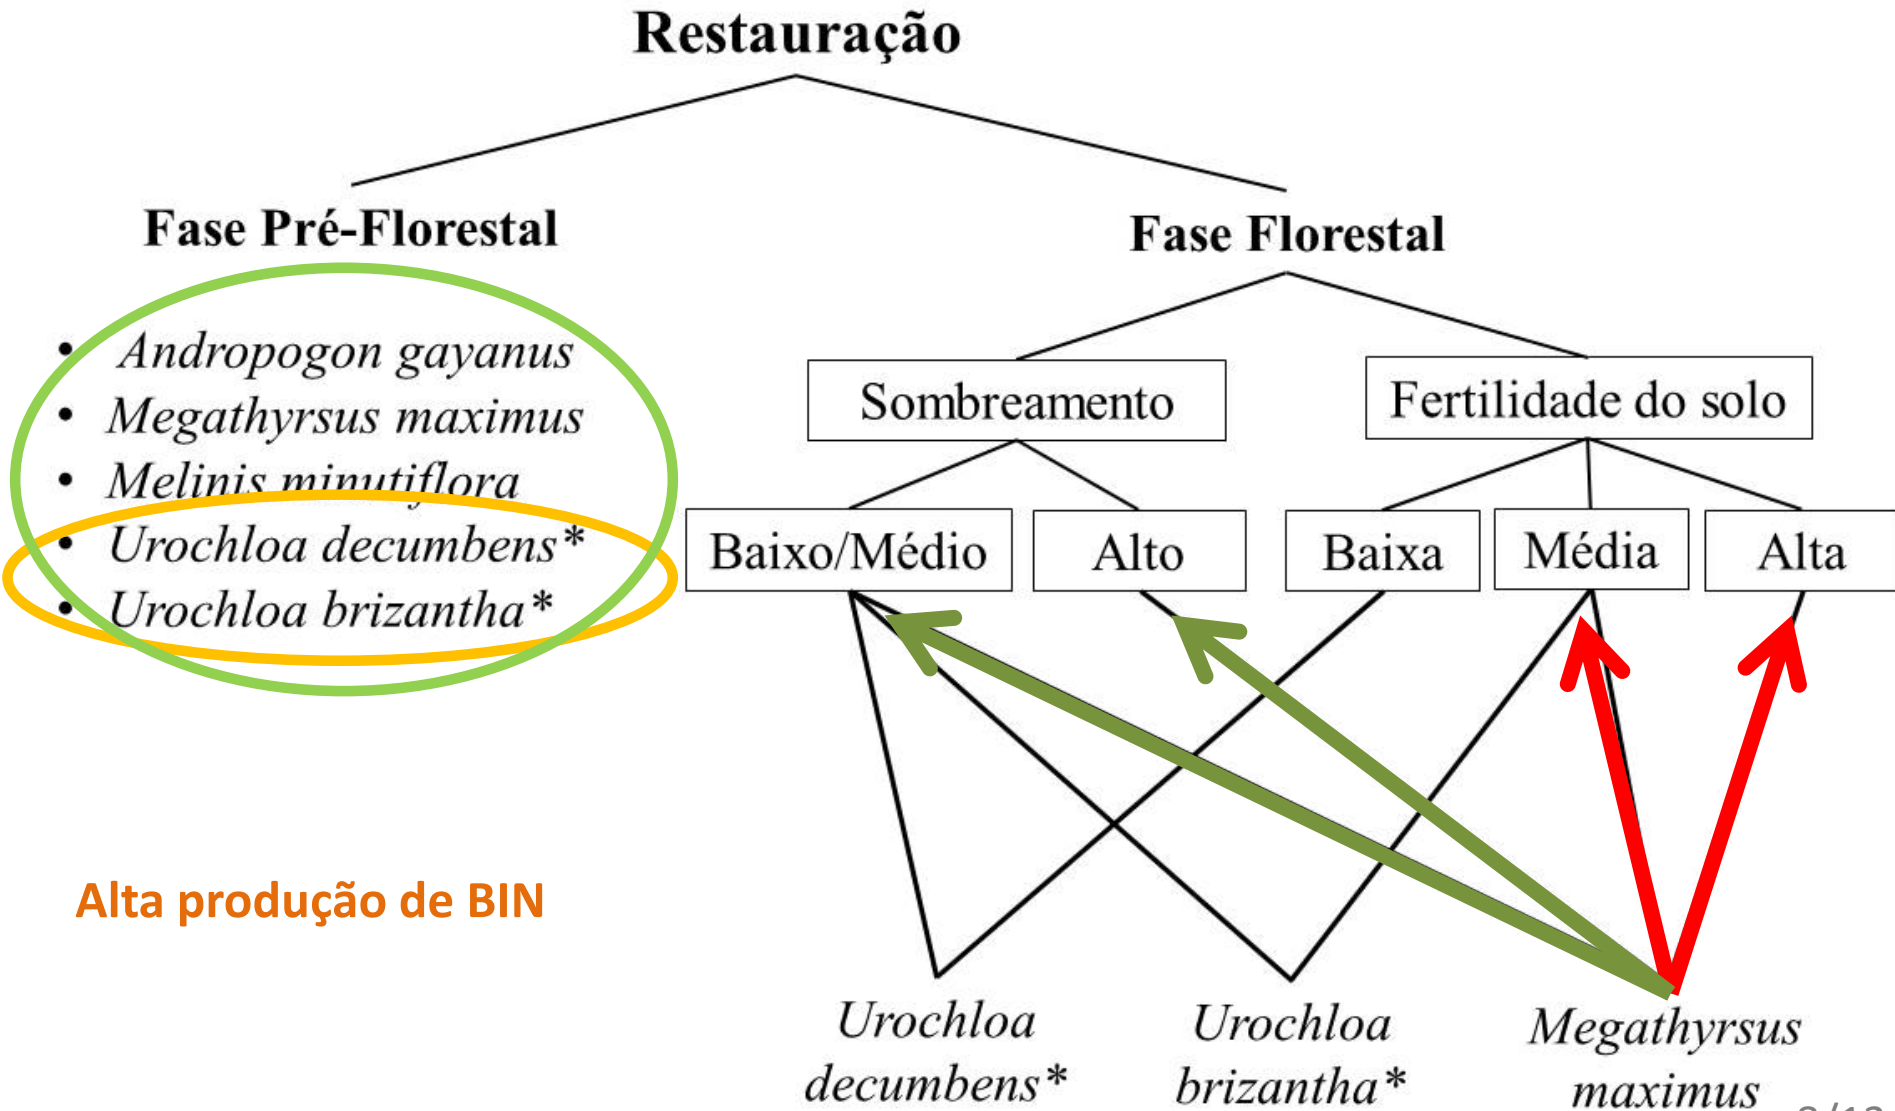 Restauração
Fase Pré-Florestal
• Andropogon gayanus
• Megathyrsus maximus
• Melinis minutiflora
• Urochloa decumbens*
• Urochloa brizantha*
Alta produção de BIN
Fase Florestal
Sombreamento
Fertilidade do solo
Baixo/Médio
Alto
Baixa
Média
Alta
Urochloa
decumbens*
Urochloa
brizantha*
Megathyrsus
maximus